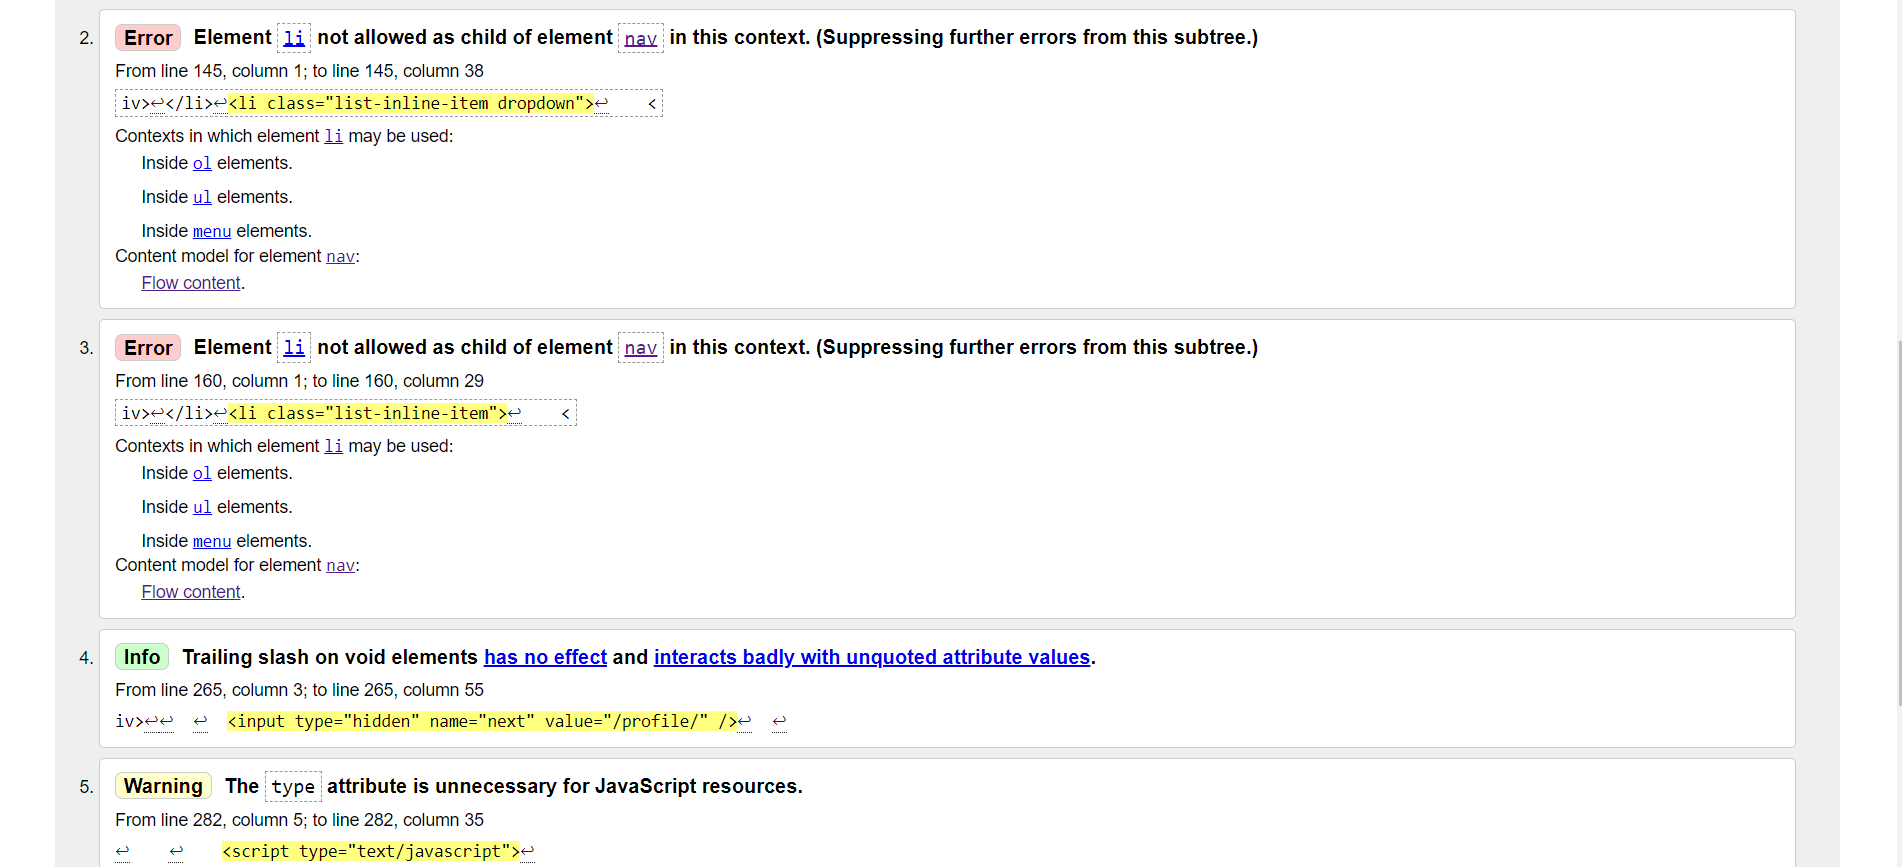 2. Error Element li not allowed as child of element nav in this context. (Suppressing further errors from this subtree.)
From line 145, column 1; to line 145, column 38
iv>↩</li>↩<li class="list-inline-item dropdown">↩    <
Contexts in which element li may be used:
Inside ol elements.
Inside ul elements.
Inside menu elements.
Content model for element nav:
Flow content.
3. Error Element li not allowed as child of element nav in this context. (Suppressing further errors from this subtree.)
From line 160, column 1; to line 160, column 29
iv>↩</li>↩<li class="list-inline-item">↩    <
Contexts in which element li may be used:
Inside ol elements.
Inside ul elements.
Inside menu elements.
Content model for element nav:
Flow content.
4. Info Trailing slash on void elements has no effect and interacts badly with unquoted attribute values.
From line 265, column 3; to line 265, column 55
iv>↩↩  ↩  <input type="hidden" name="next" value="/profile/" />↩  ↩
5. Warning The type attribute is unnecessary for JavaScript resources.
From line 282, column 5; to line 282, column 35
↩    ↩    <script type="text/javascript">↩